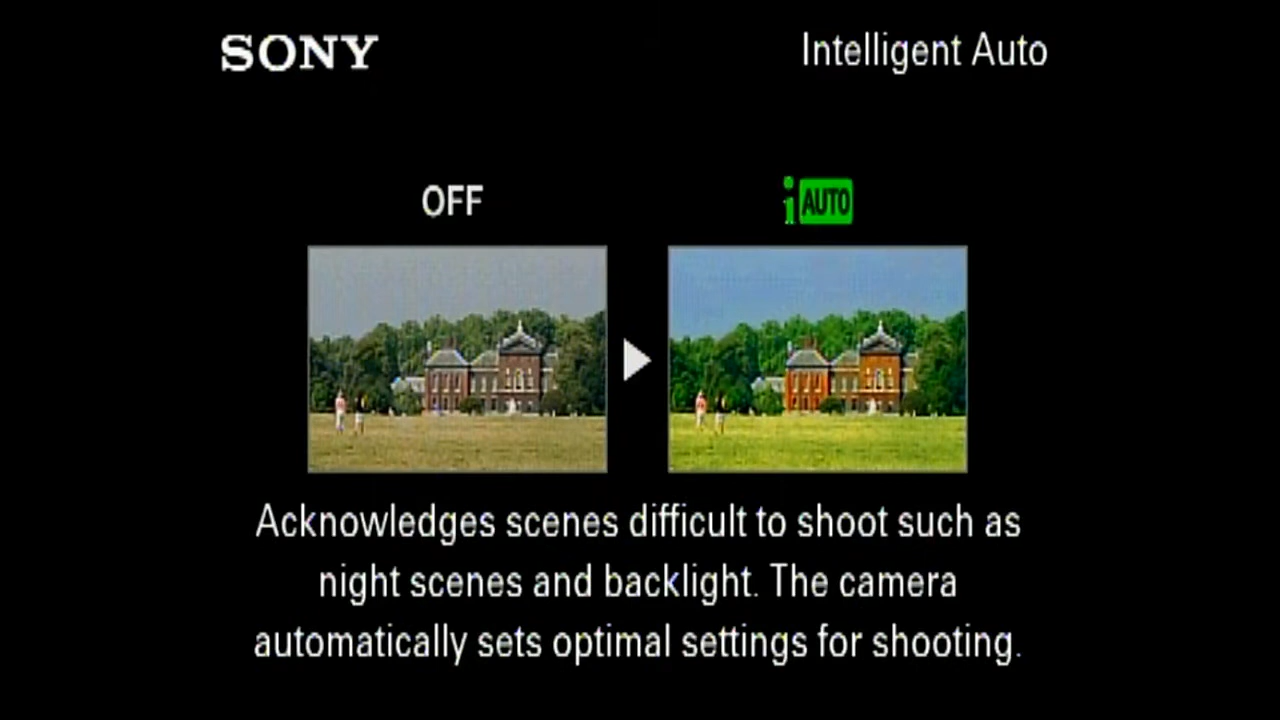 SONY
Intelligent Auto
OFF
iAUTO
Acknowledges scenes difficult to shoot such as
night scenes and backlight. The camera
automatically sets optimal settings for shooting.